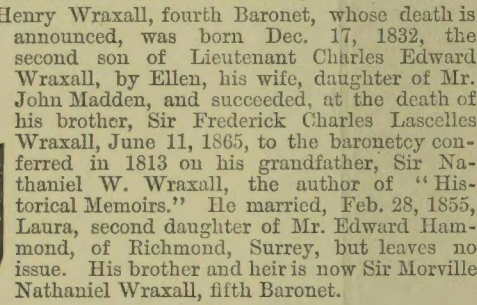 Henry Wraxall, fourth Baronet, whose death is
announced, was born Dec. 17, 1832, the
second son of Lieutenant Charles Edward
Wraxall, by Ellen, his wife, daughter of Mr.
John Madden, and succeeded, at the death of
his brother, Sir Frederick Charles Lascelles
Wraxall, June 11, 1865, to the baronetcy con-
ferred in 1813 on his grandfather, Sir Na-
thaniel W. Wraxall, the author of “His-
torical Memoirs.” He married, Feb. 28, 1855,
Laura, second daughter of Mr. Edward Ham-
mond, of Richmond, Surrey, but leaves no
issue. His brother and heir is now Sir Morville
Nathaniel Wraxall, fifth Baronet.